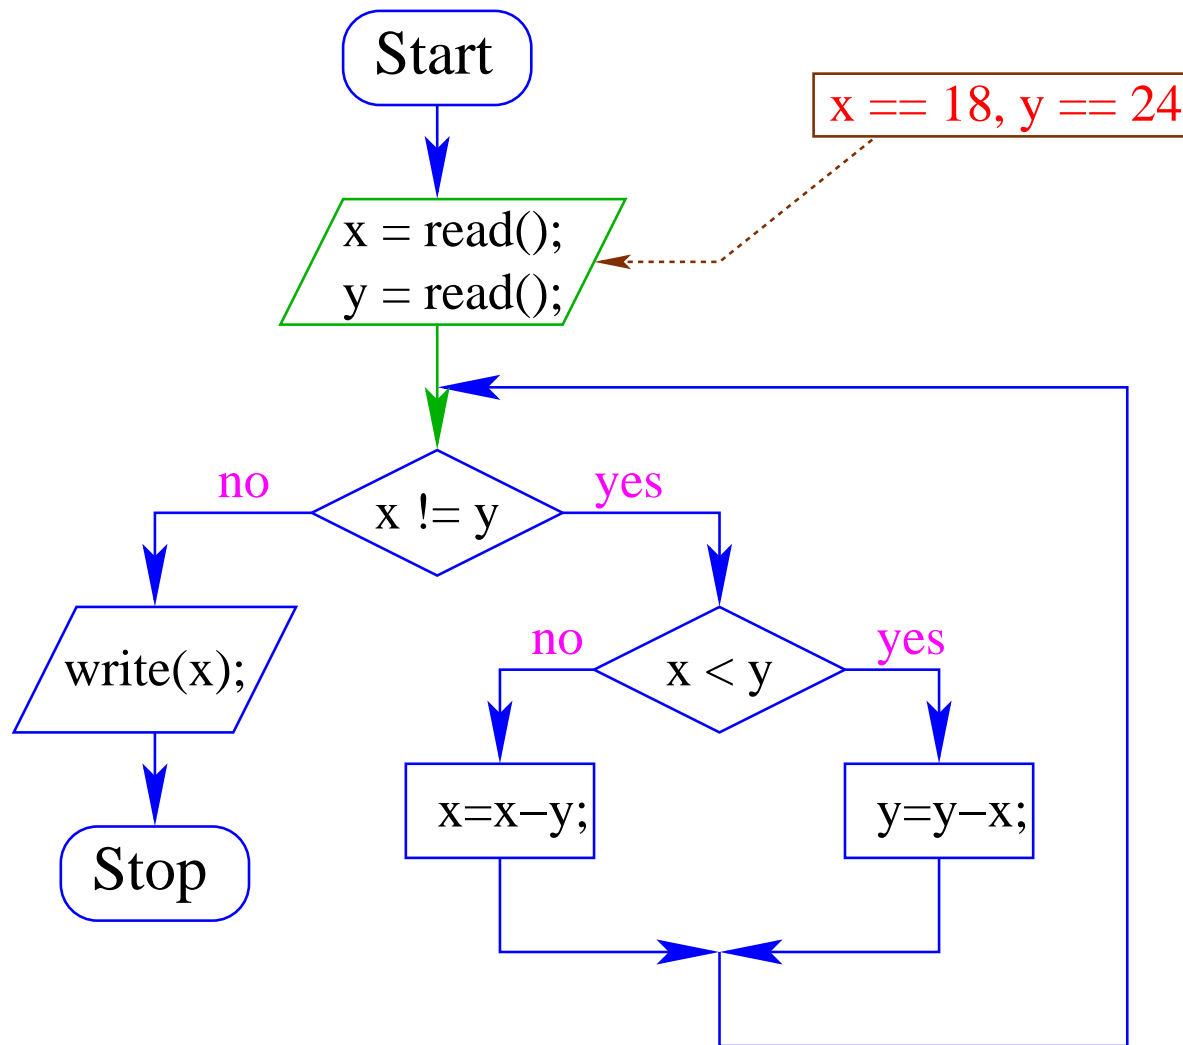 Start
x == 18, y == 24
x = read();
y = read();
no
yes
x != y
no
yes
write(x);
x < y
x=x−y;
y=y−x;
Stop